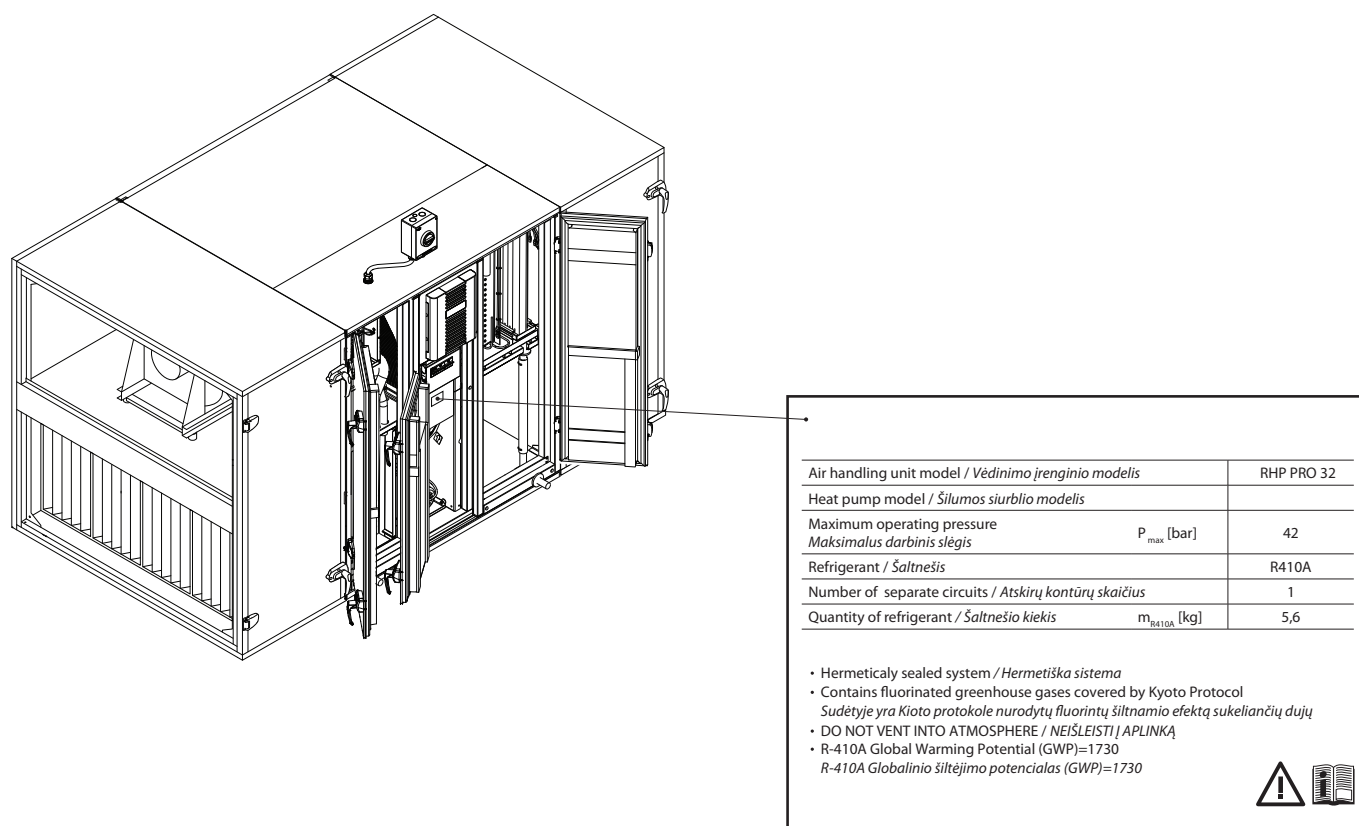 Air handling unit model / Vėdinimo įrenginio modelis RHP PRO 32
Heat pump model / Šilumos siurblio modelis
Maximum operating pressure
Maksimalus darbinis slėgis P max [bar] 42
Refrigerant / Šaltnešis R410A
Number of separate circuits / Atskirų kontūrų skaičius 1
Quantity of refrigerant / Šaltnešio kiekis m R410A [kg] 5,6
• Hermeticaly sealed system / Hermetiška sistema
• Contains fluorinated greenhouse gases covered by Kyoto Protocol
Sudėtyje yra Kioto protokole nurodytų fluorintų šiltnamio efektą sukeliančių dujų
• DO NOT VENT INTO ATMOSPHERE / NEIŠLEISTI Į APLINKĄ
• R-410A Global Warming Potential (GWP)=1730
R-410A Globalinio šiltėjimo potencialas (GWP)=1730